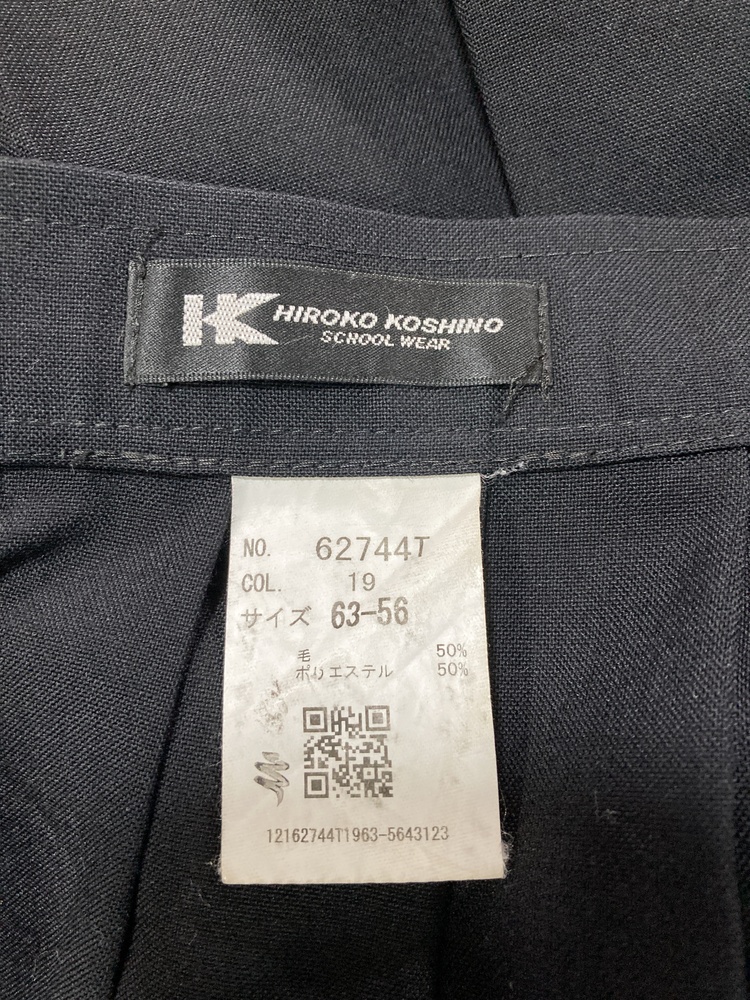 HK HIROKO KOSHINO
SCHOOL WEAR
NO. 62744T
COL. 19
サイズ 63-56
毛 50%
ポリエステル 50%
12162744T1963-5643123